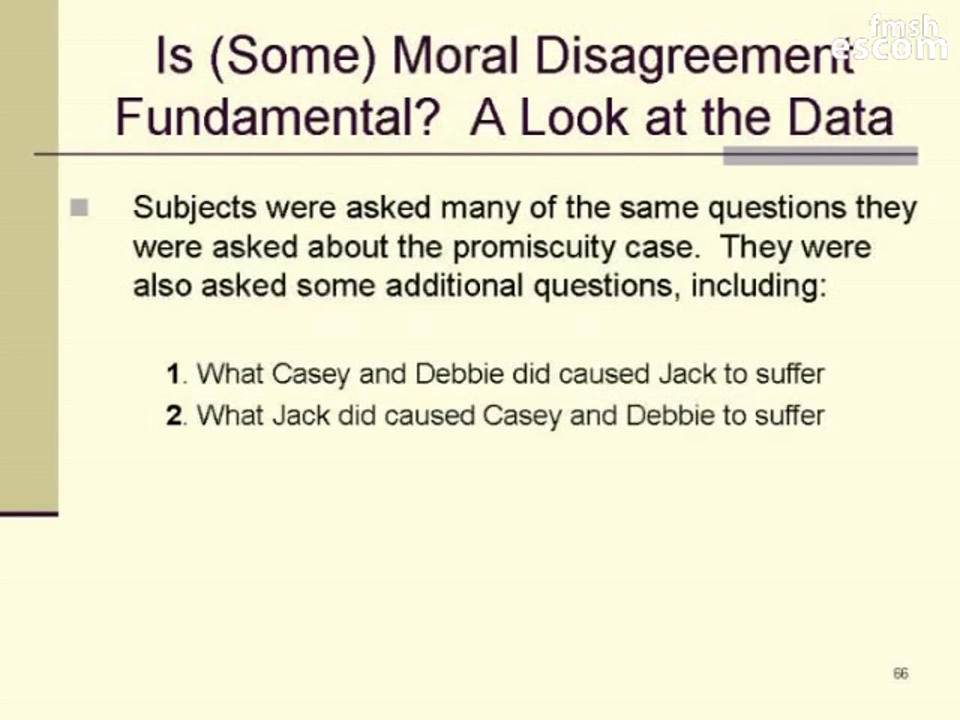 fmsh
escom
Is (Some) Moral Disagreement
Fundamental? A Look at the Data
Subjects were asked many of the same questions they
were asked about the promiscuity case. They were
also asked some additional questions, including:
1. What Casey and Debbie did caused Jack to suffer
2. What Jack did caused Casey and Debbie to suffer
66